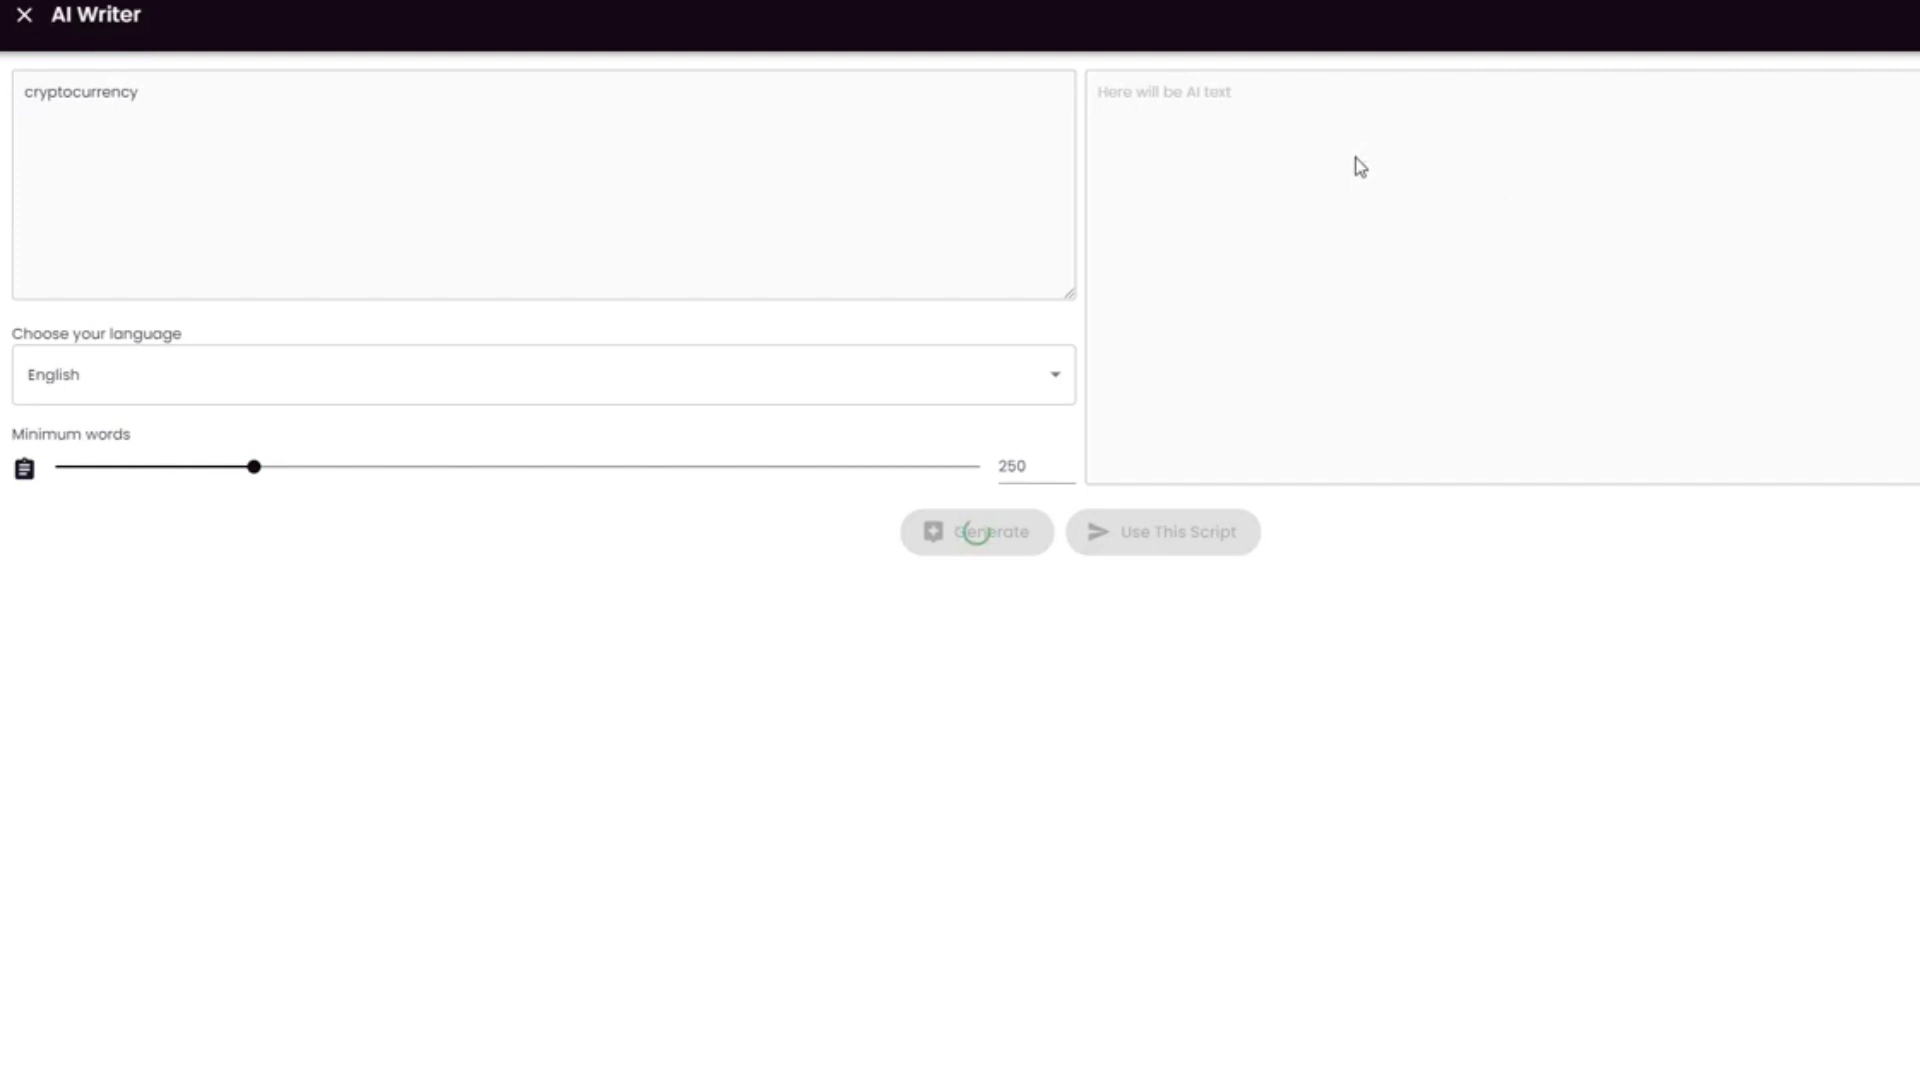 AI Writer
cryptocurrency
Here will be AI text
Choose your language
English
Minimum words
250
Generate
Use This Script